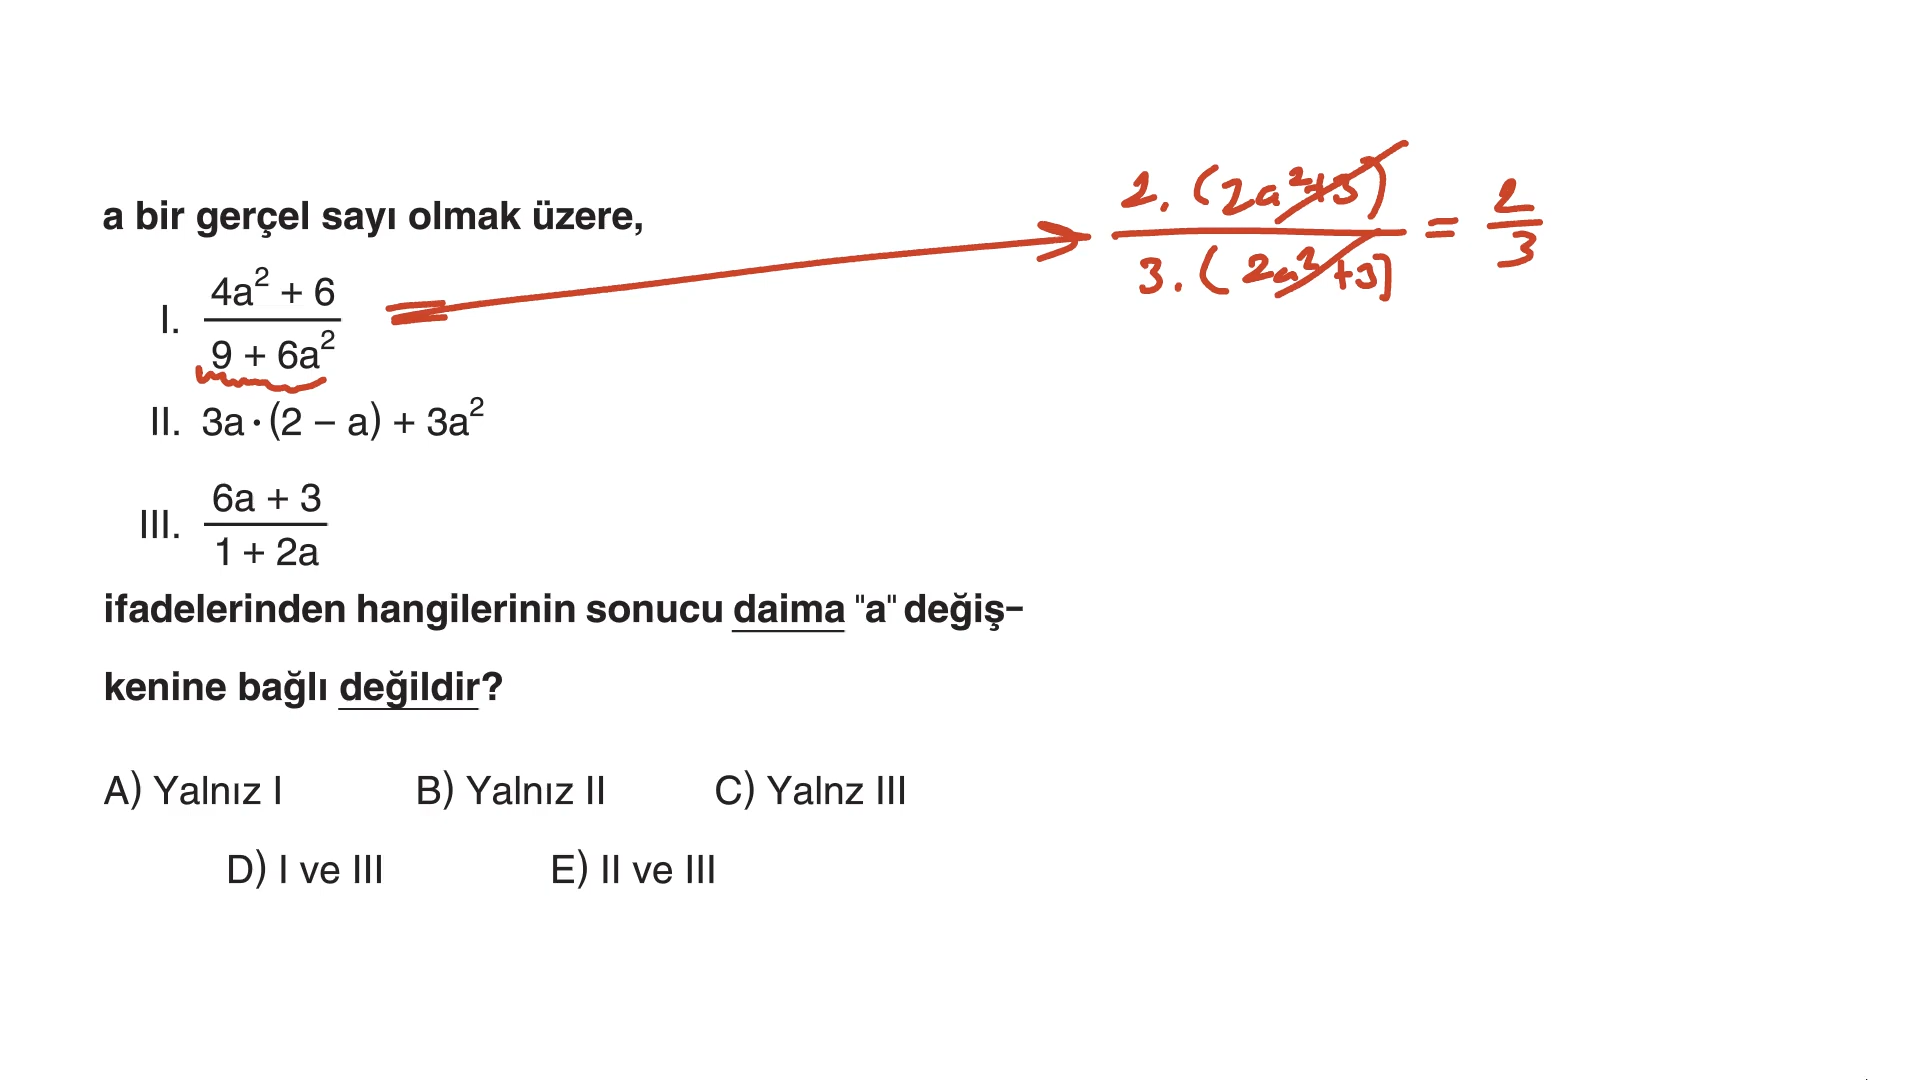 a bir gerçel sayı olmak üzere,
I. (4a² + 6)/(9 + 6a²)
2.(2a²+3)/3.(2a²+3) = 2/3
II. 3a·(2 – a) + 3a²
III. (6a + 3)/(1 + 2a)
ifadelerinden hangilerinin sonucu daima "a" değiş-
kenine bağlı değildir?
A) Yalnız I B) Yalnız II C) Yalnz III
D) I ve III E) II ve III